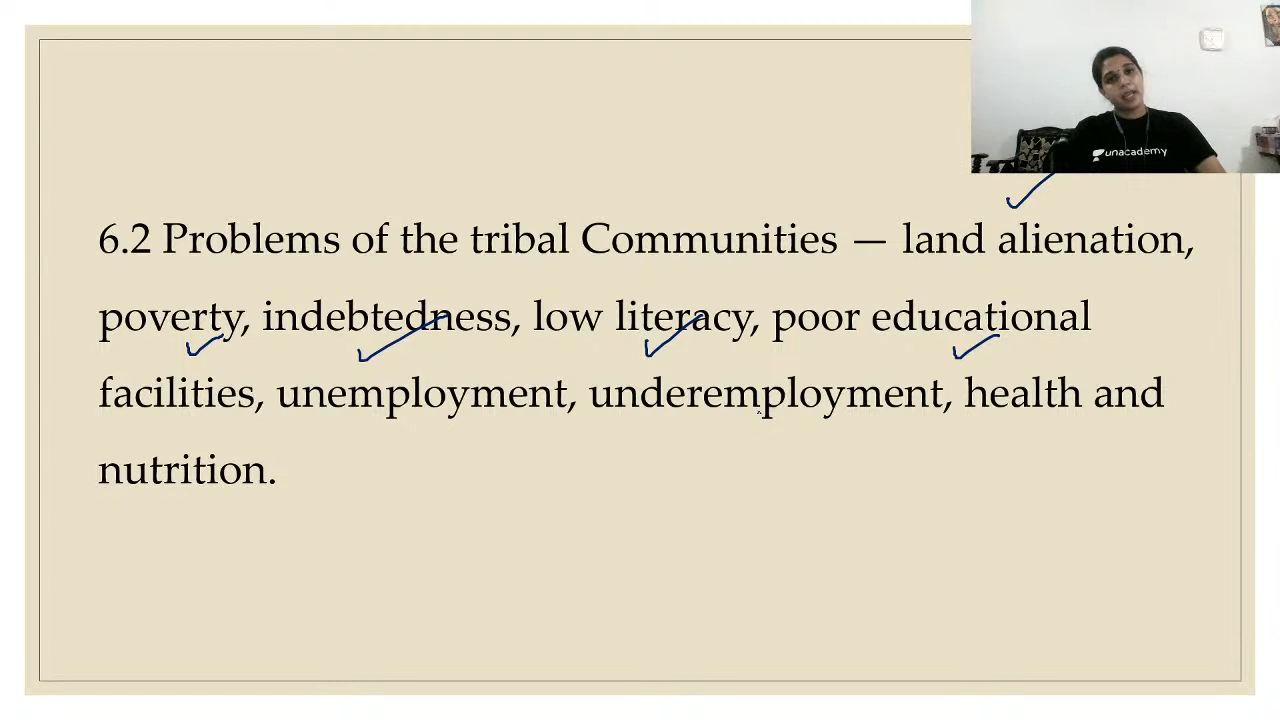 unacademy
6.2 Problems of the tribal Communities — land alienation,
poverty, indebtedness, low literacy, poor educational
facilities, unemployment, underemployment, health and
nutrition.